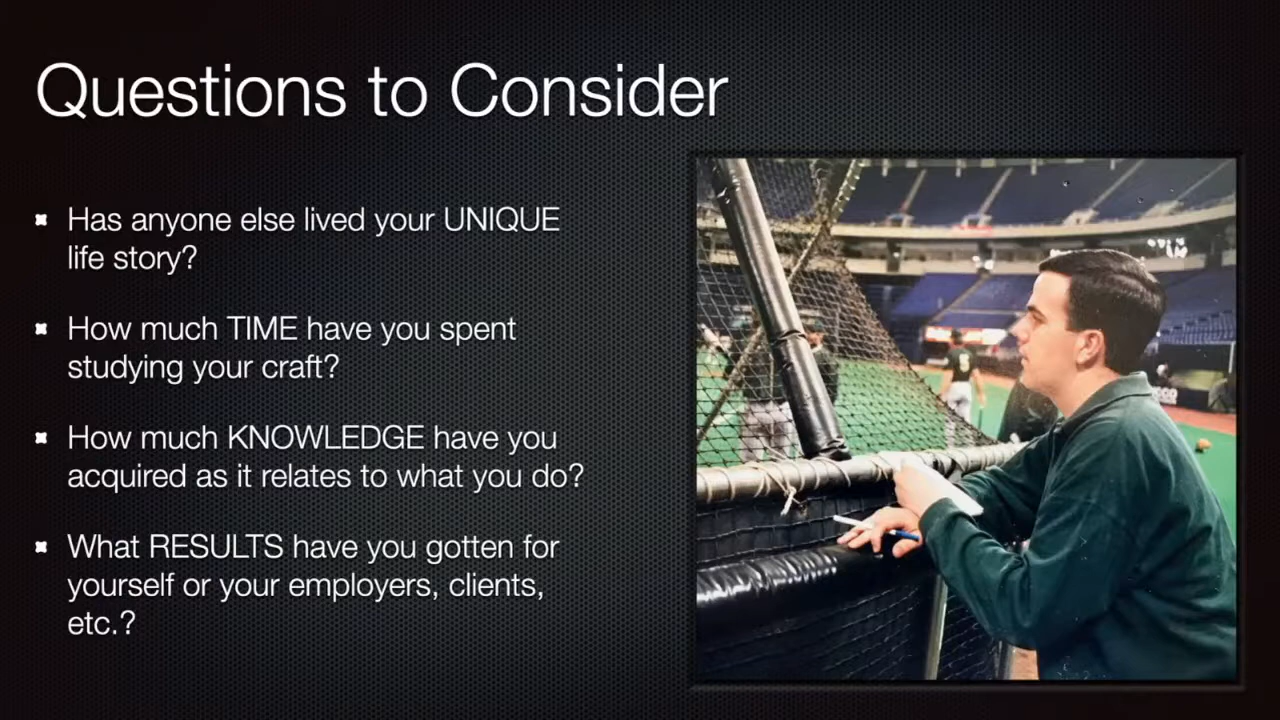 Questions to Consider
Has anyone else lived your UNIQUE
life story?
How much TIME have you spent
studying your craft?
How much KNOWLEDGE have you
acquired as it relates to what you do?
What RESULTS have you gotten for
yourself or your employers, clients,
etc.?